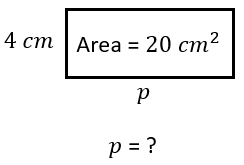 4 cm
Area = 20 cm²
p
p = ?